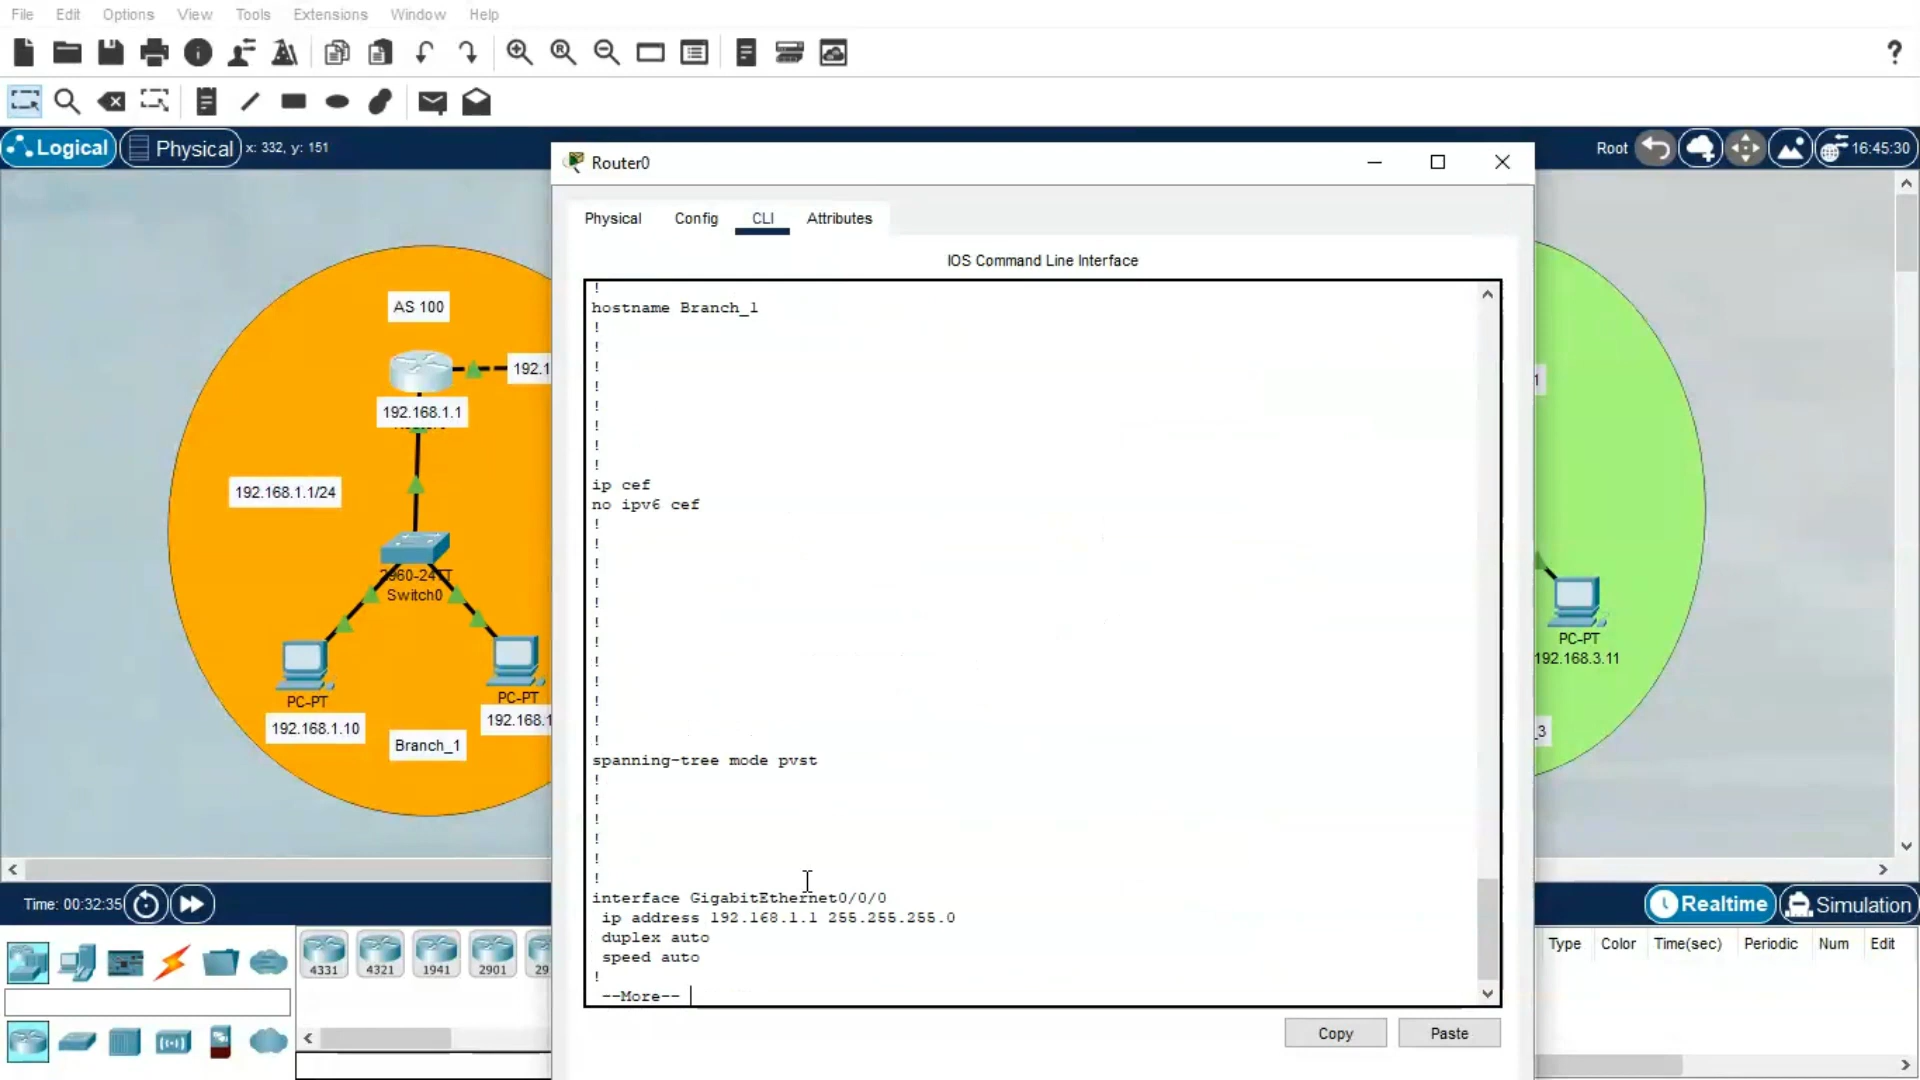 File Edit Options View Tools Extensions Window Help
?
Logical
Physical
x: 332, y: 151
Root
16:45:30
Router0
Physical Config CLI Attributes
IOS Command Line Interface
!
hostname Branch_1
!
!
!
!
!
!
!
!
ip cef
no ipv6 cef
!
!
!
!
!
!
!
!
!
!
!
!
spanning-tree mode pvst
!
!
!
!
!
!
interface GigabitEthernet0/0/0
ip address 192.168.1.1 255.255.255.0
duplex auto
speed auto
!
--More--
Copy
Paste
AS 100
192.1
192.168.1.1
192.168.1.1/24
2960-24TT
Switch0
PC-PT
192.168.1.10
PC-PT
192.168.1
Branch_1
1
PC-PT
192.168.3.11
_3
Time: 00:32:35
Realtime
Simulation
4331
4321
1941
2901
29
Type Color Time(sec) Periodic Num Edit